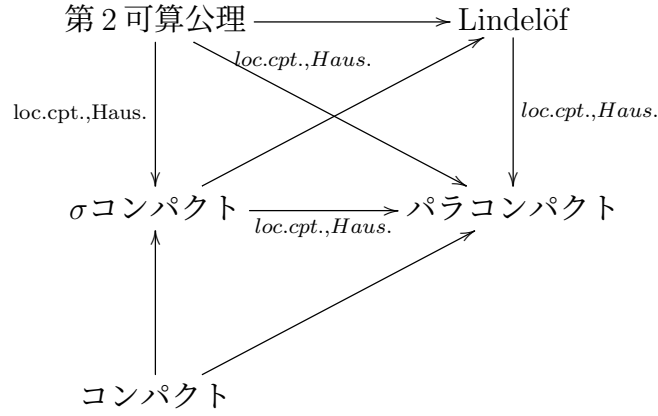 第 2 可算公理
Lindelöf
loc.cpt.,Haus.
loc.cpt.,Haus.
loc.cpt.,Haus.
σコンパクト
パラコンパクト
loc.cpt.,Haus.
コンパクト